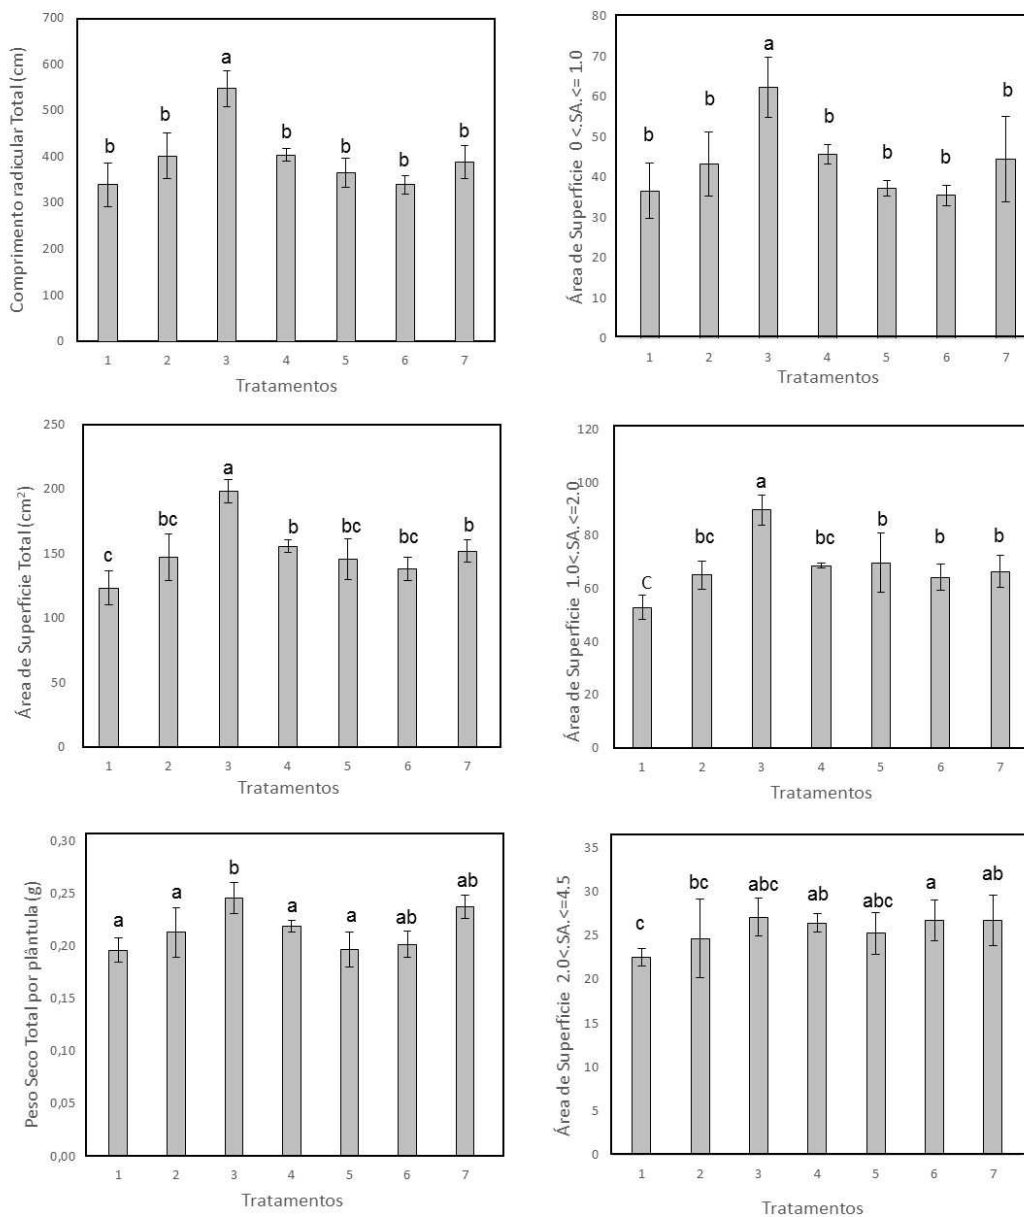 Comprimento radicular Total (cm)
700
600
500
400
300
200
100
0
b
b
a
b
b
b
b
1 2 3 4 5 6 7
Tratamentos
Área de Superficie 0 <.SA.<= 1.0
80
70
60
50
40
30
20
10
0
b
b
a
b
b
b
b
1 2 3 4 5 6 7
Tratamentos
Área de Superfície Total (cm²)
250
200
150
100
50
0
c
bc
a
b
bc
bc
b
1 2 3 4 5 6 7
Tratamentos
Área de Superficie 1.0<.SA.<=2.0
120
100
80
60
40
20
0
C
bc
a
bc
b
b
b
1 2 3 4 5 6 7
Tratamentos
Peso Seco Total por plântula (g)
0,30
0,25
0,20
0,15
0,10
0,05
0,00
a
a
b
a
a
ab
ab
1 2 3 4 5 6 7
Tratamentos
Área de Superfície 2.0<.SA.<=4.5
35
30
25
20
15
10
5
0
c
bc
abc
ab
abc
a
ab
1 2 3 4 5 6 7
Tratamentos